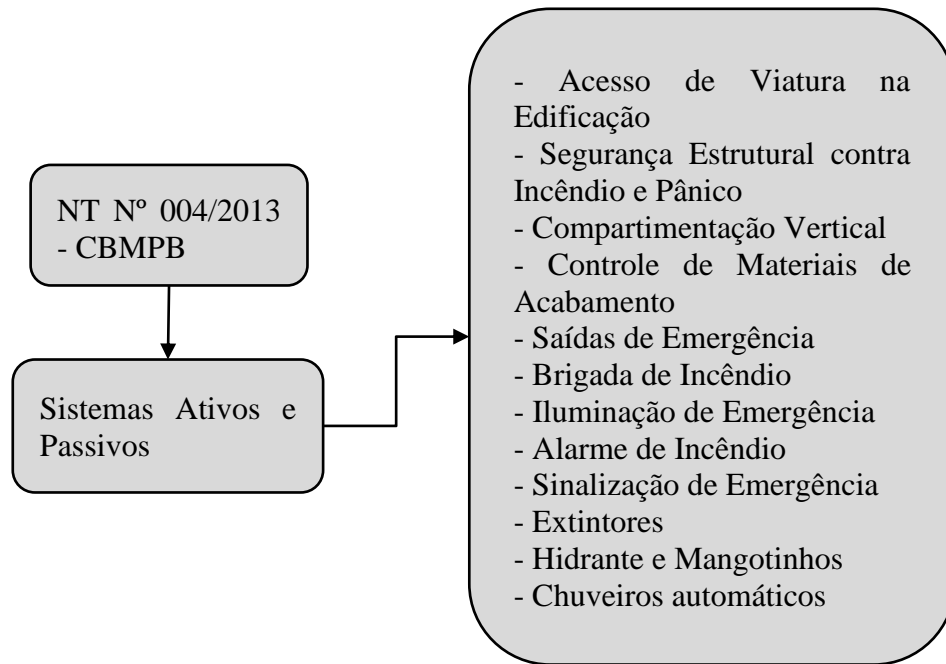 NT Nº 004/2013
- CBMPB
Sistemas Ativos e
Passivos
- Acesso de Viatura na
Edificação
- Segurança Estrutural contra
Incêndio e Pânico
- Compartimentação Vertical
- Controle de Materiais de
Acabamento
- Saídas de Emergência
- Brigada de Incêndio
- Iluminação de Emergência
- Alarme de Incêndio
- Sinalização de Emergência
- Extintores
- Hidrante e Mangotinhos
- Chuveiros automáticos